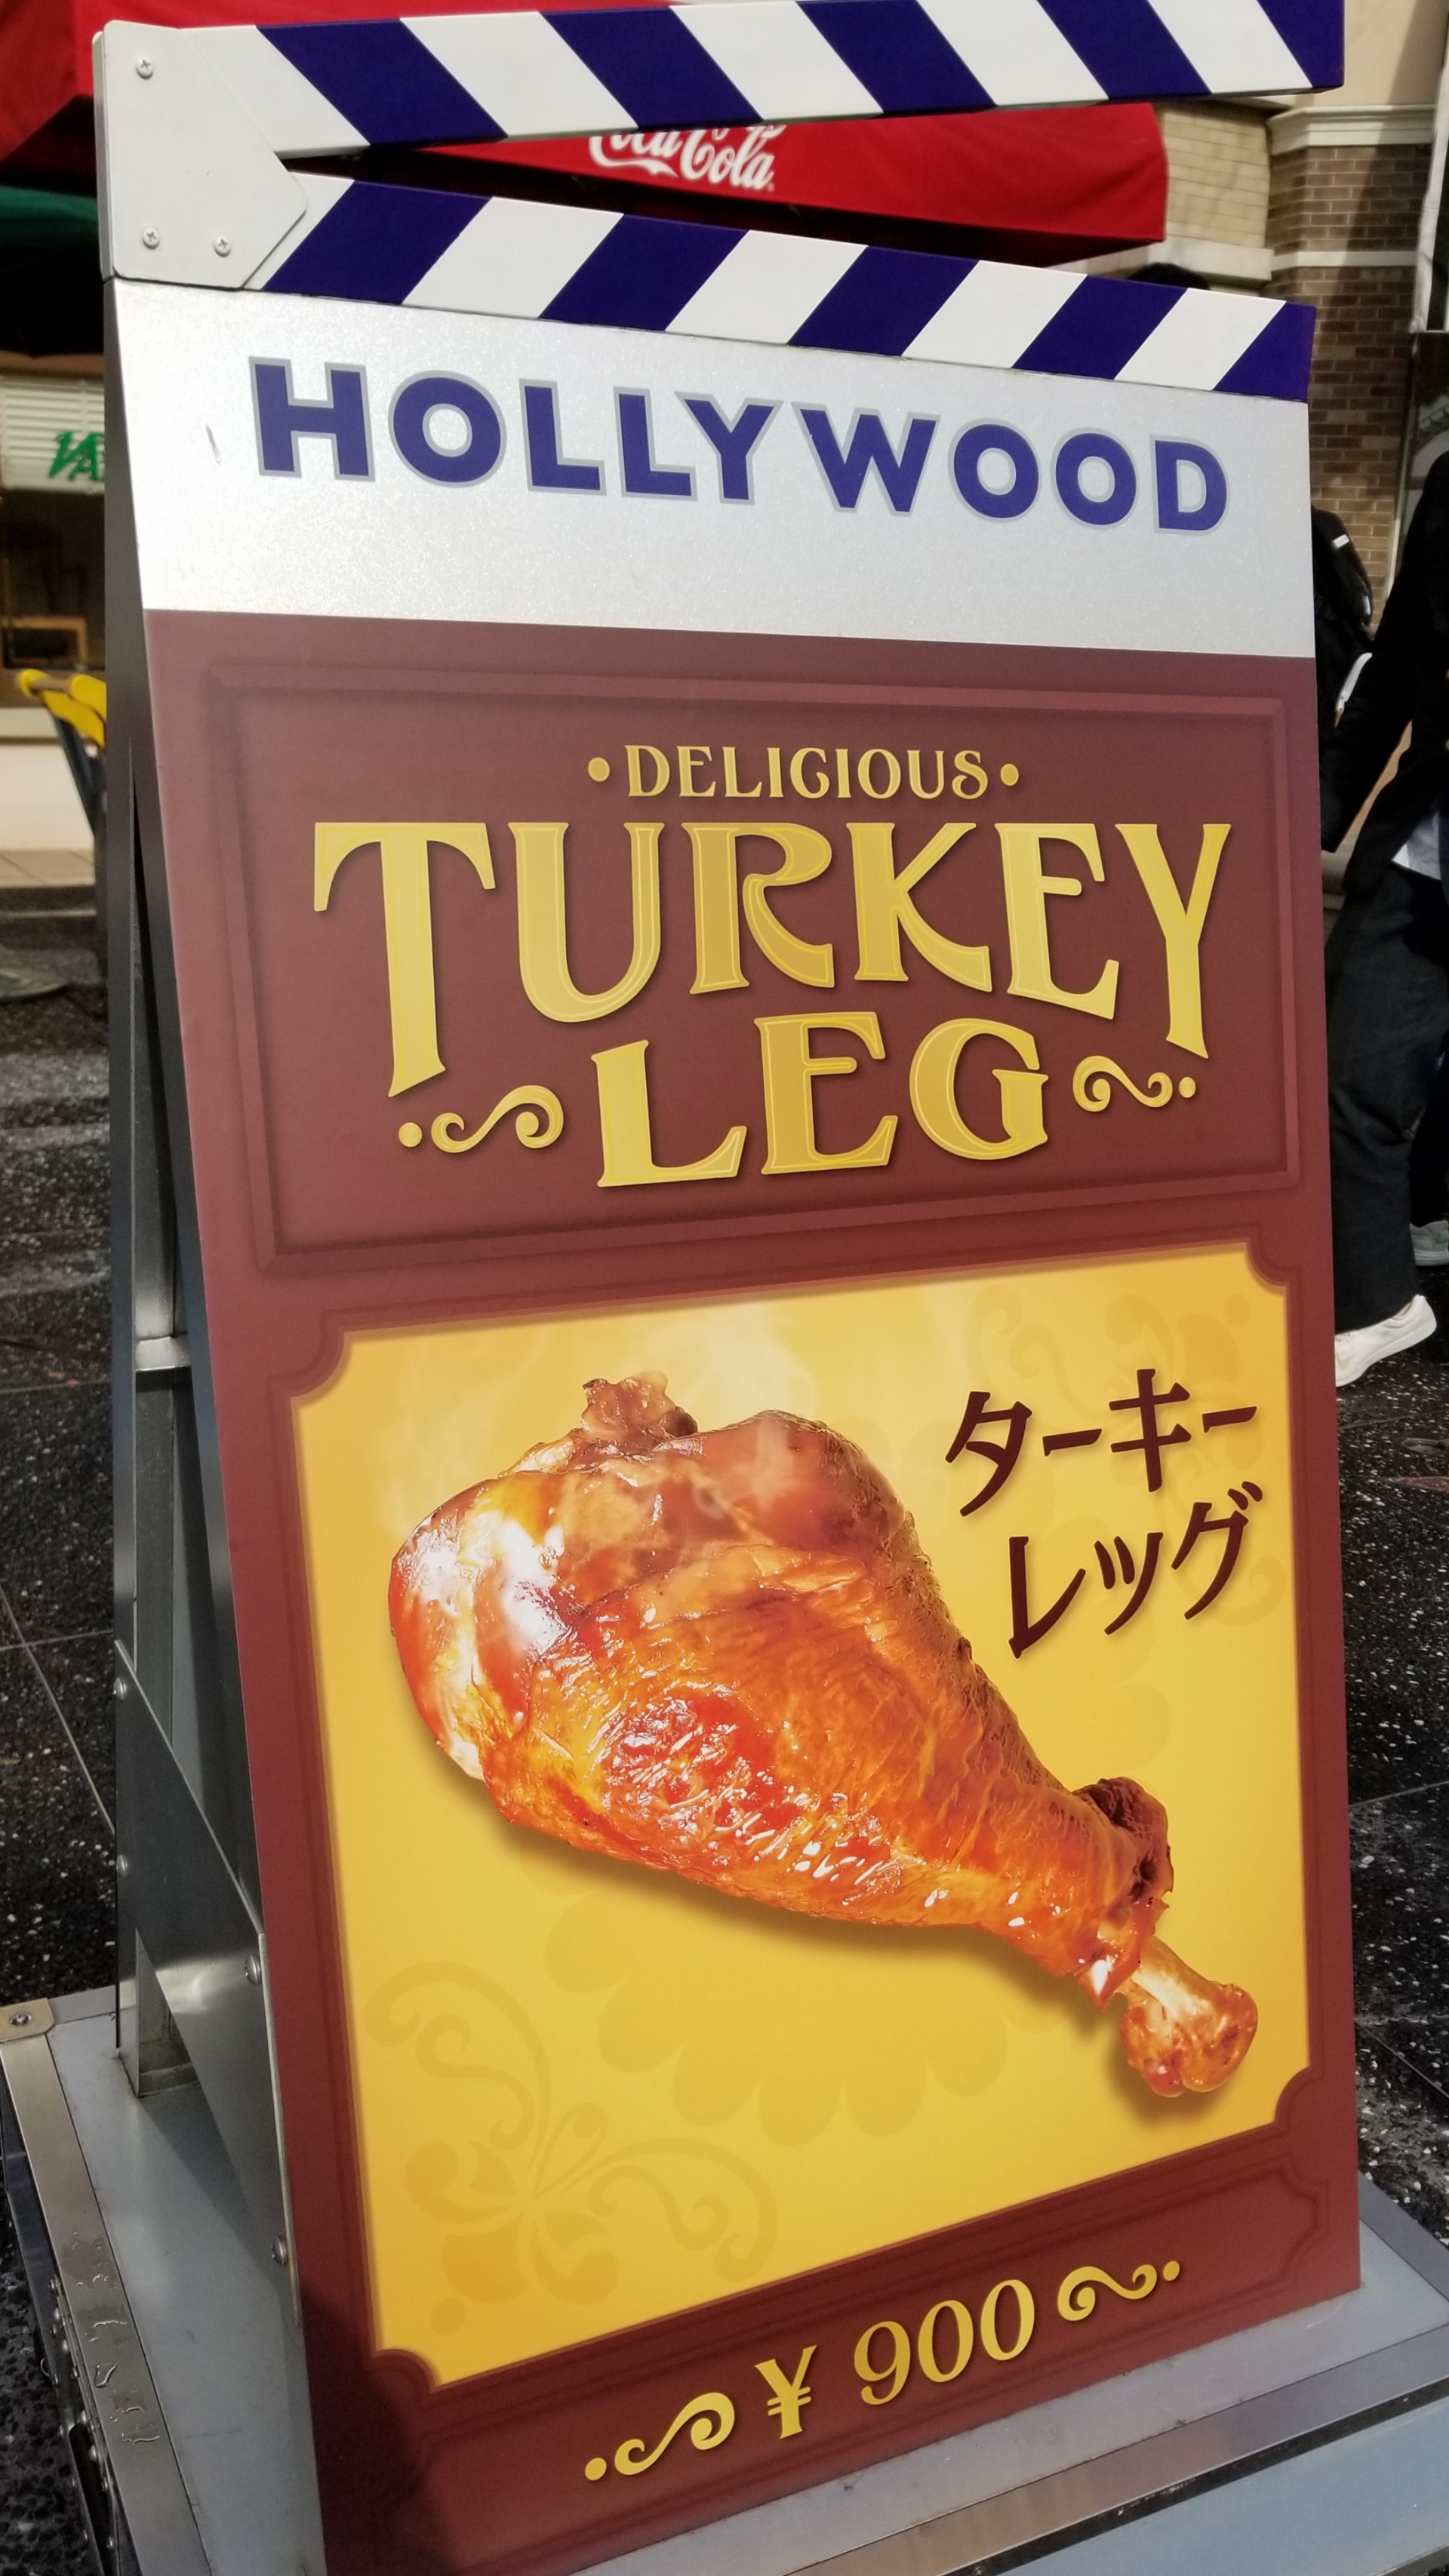 Coca-Cola
HOLLYWOOD
• DELICIOUS •
TURKEY
LEG
ターキー
レッグ
¥ 900